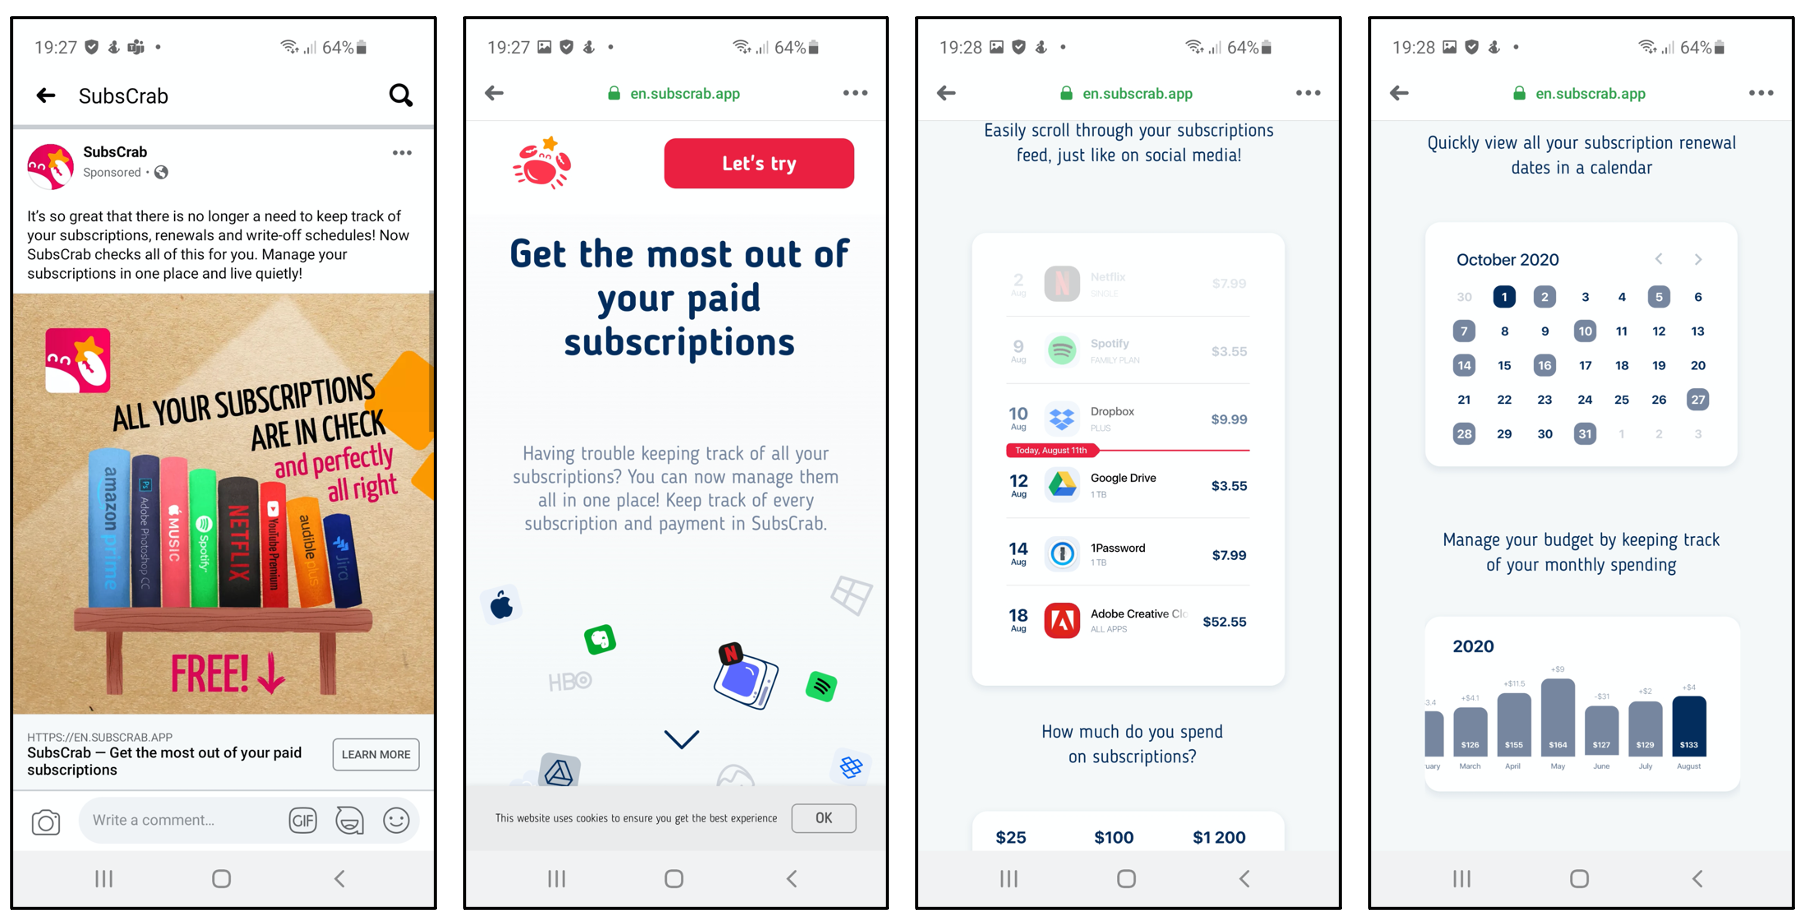 19:27
64%
SubsCrab
SubsCrab
Sponsored •
It's so great that there is no longer a need to keep track of
your subscriptions, renewals and write-off schedules! Now
SubsCrab checks all of this for you. Manage your
subscriptions in one place and live quietly!
ALL YOUR SUBSCRIPTIONS
ARE IN CHECK
and perfectly
all right
amazon prime
Ps Adobe Photoshop CC
MUSIC
Spotify
NETFLIX
YouTube Premium
audible plus
Jira
FREE!
HTTPS://EN.SUBSCRAB.APP
SubsCrab — Get the most out of your paid
subscriptions
LEARN MORE
Write a comment...
GIF
19:27
64%
en.subscrab.app
Let's try
Get the most out of
your paid
subscriptions
Having trouble keeping track of all your
subscriptions? You can now manage them
all in one place! Keep track of every
subscription and payment in SubsCrab.
N
HBO
This website uses cookies to ensure you get the best experience
OK
19:28
64%
en.subscrab.app
Easily scroll through your subscriptions
feed, just like on social media!
2 Netflix $7.99
Aug SINGLE
9 Spotify $3.55
Aug FAMILY PLAN
10 Dropbox $9.99
Aug PLUS
Today, August 11th
12 Google Drive $3.55
Aug 1 TB
14 1Password $7.99
Aug 1 TB
18 Adobe Creative Clo $52.55
Aug ALL APPS
How much do you spend
on subscriptions?
$25 $100 $1 200
19:28
64%
en.subscrab.app
Quickly view all your subscription renewal
dates in a calendar
October 2020
30 1 2 3 4 5 6
7 8 9 10 11 12 13
14 15 16 17 18 19 20
21 22 23 24 25 26 27
28 29 30 31 1 2 3
Manage your budget by keeping track
of your monthly spending
2020
3.4 +$4.1 +$11.5 +$9 -$31 +$2 +$4
$126 $155 $164 $127 $129 $133
uary March April May June July August